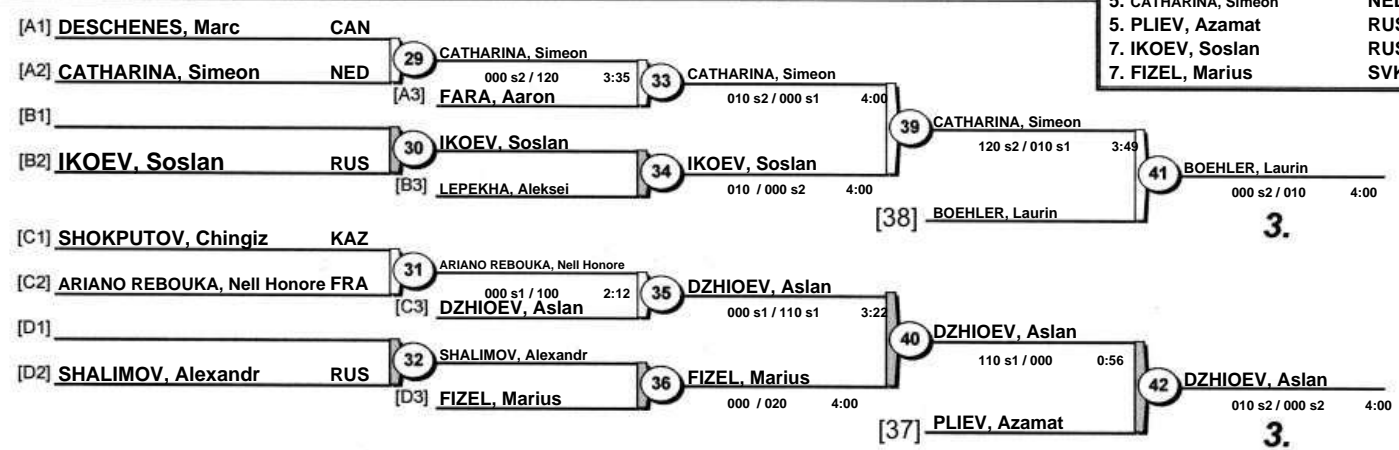 5. CATHARINA, Simeon NED
5. PLIEV, Azamat RUS
7. IKOEV, Soslan RUS
7. FIZEL, Marius SVK
[A1] DESCHENES, Marc CAN
[A2] CATHARINA, Simeon NED
29
CATHARINA, Simeon
000 s2 / 120 3:35
[A3] FARA, Aaron
33
CATHARINA, Simeon
010 s2 / 000 s1 4:00
[B1]
[B2] IKOEV, Soslan RUS
30
IKOEV, Soslan
[B3] LEPEKHA, Aleksei
34
IKOEV, Soslan
010 / 000 s2 4:00
39
CATHARINA, Simeon
120 s2 / 010 s1 3:49
[38] BOEHLER, Laurin
41
BOEHLER, Laurin
000 s2 / 010 4:00
3.
[C1] SHOKPUTOV, Chingiz KAZ
[C2] ARIANO REBOUKA, Nell Honore FRA
31
ARIANO REBOUKA, Nell Honore
000 s1 / 100 2:12
[C3] DZHIOEV, Aslan
35
DZHIOEV, Aslan
000 s1 / 110 s1 3:22
[D1]
[D2] SHALIMOV, Alexandr RUS
32
SHALIMOV, Alexandr
[D3] FIZEL, Marius
36
FIZEL, Marius
000 / 020 4:00
40
DZHIOEV, Aslan
110 s1 / 000 0:56
[37] PLIEV, Azamat
42
DZHIOEV, Aslan
010 s2 / 000 s2 4:00
3.